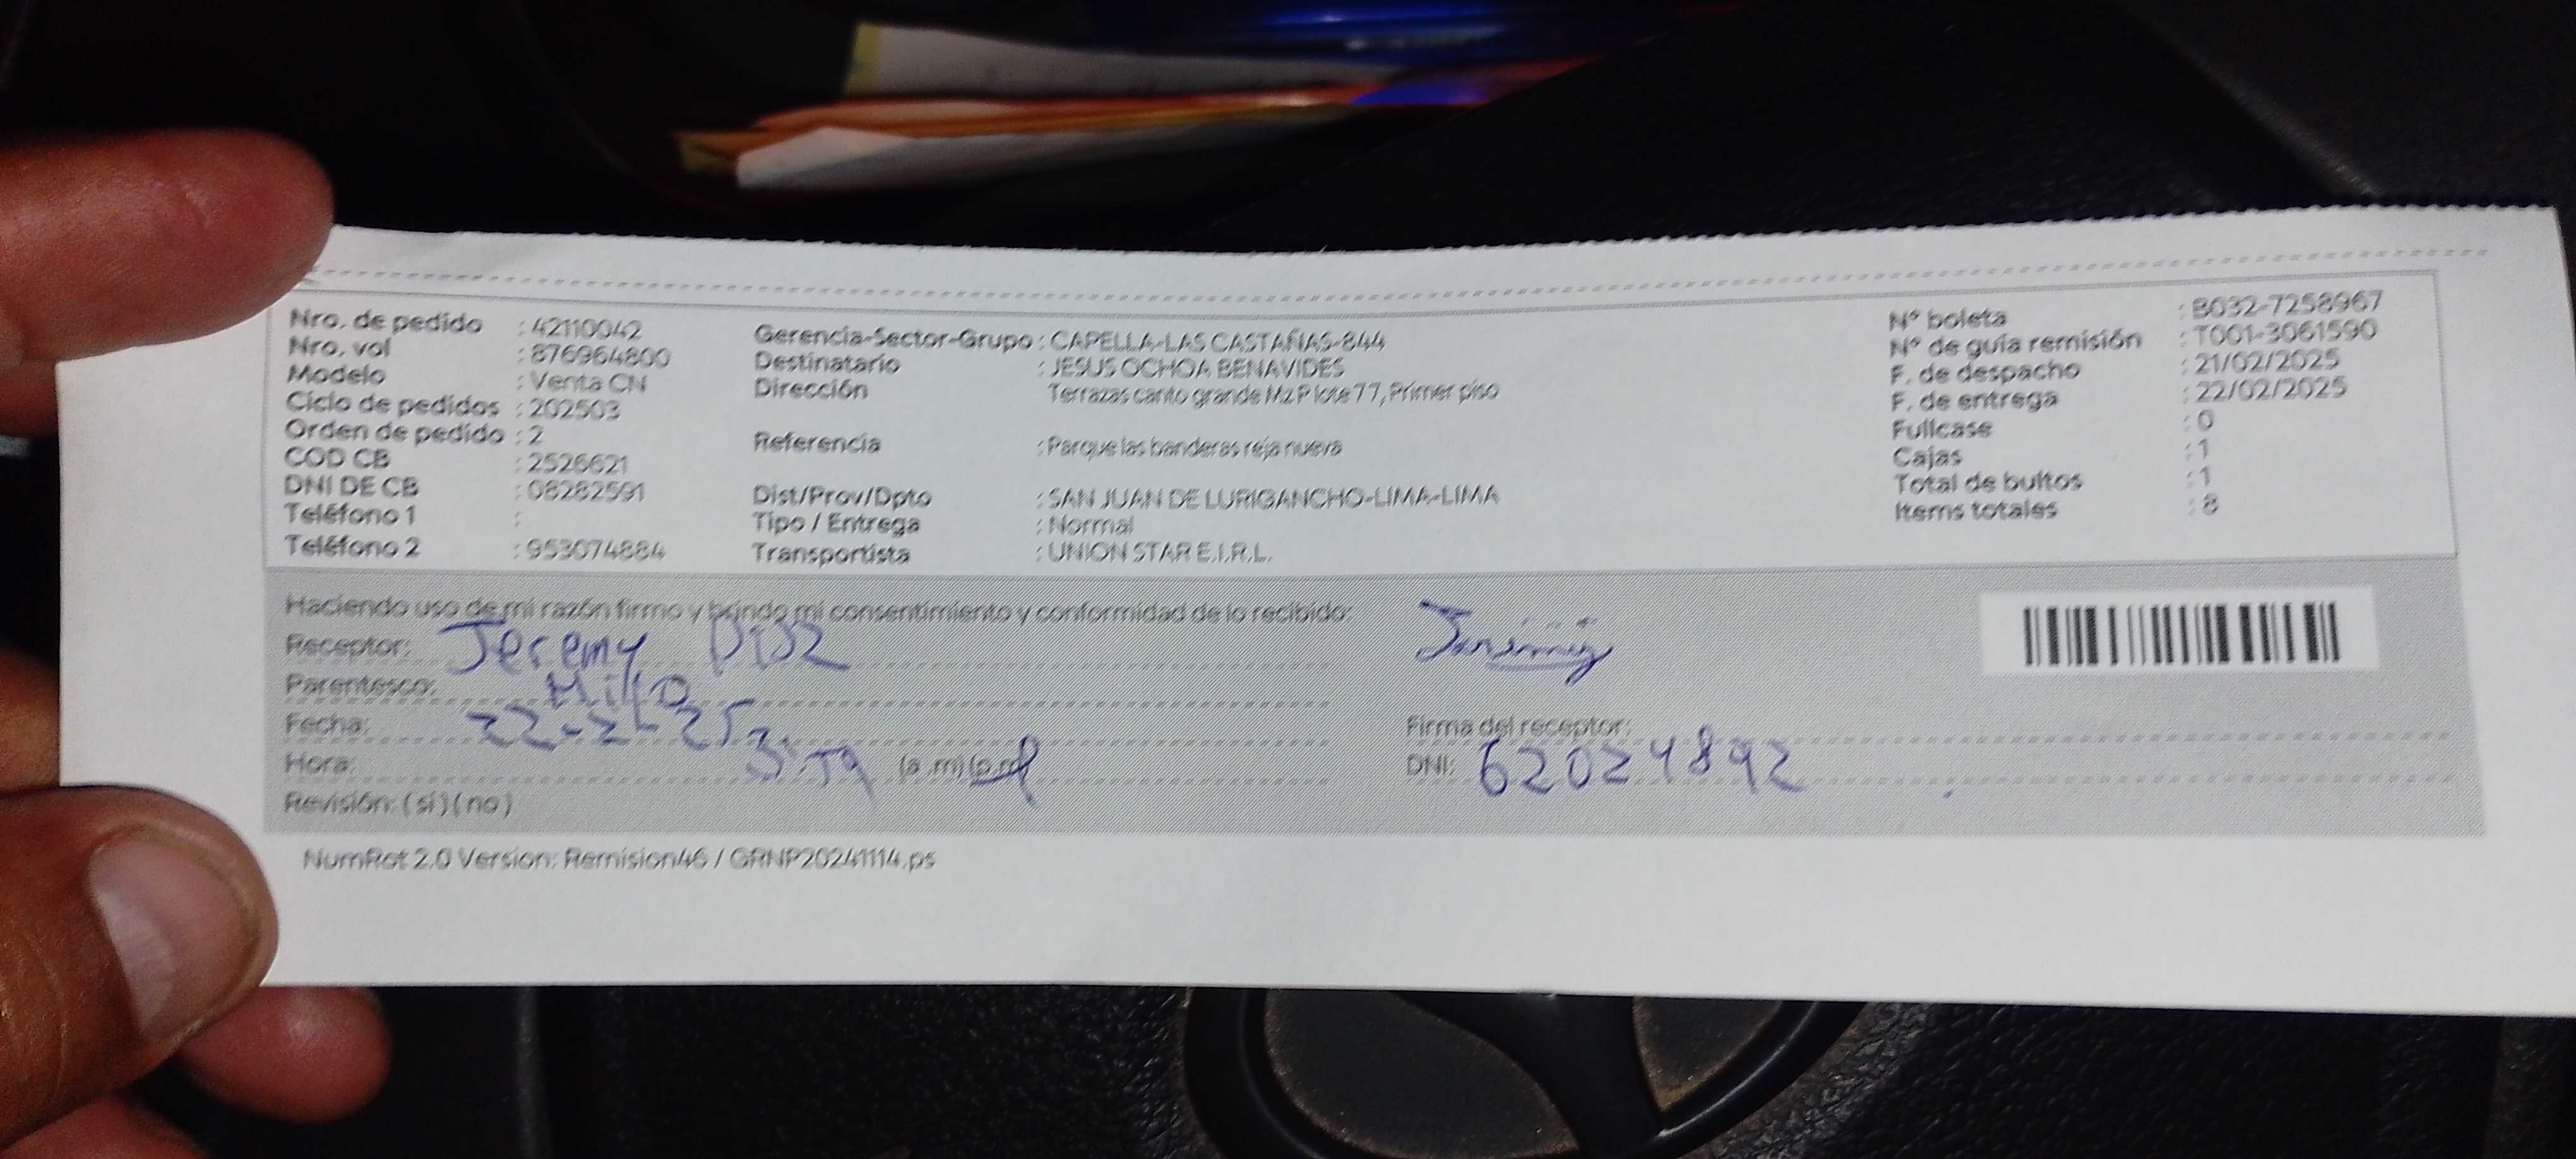 Nro. de pedido : 42110042
Nro. vol : 876964800
Modelo : Venta CN
Ciclo de pedidos : 202503
Orden de pedido : 2
COD CB : 2526621
DNI DE CB : 08282591
Teléfono 1 :
Teléfono 2 : 953074884
Gerencia-Sector-Grupo : CAPELLA-LAS CASTAÑAS-844
Destinatario : JESUS OCHOA BENAVIDES
Dirección Terrazas canto grande Mz P lote 77, Primer piso
Referencia : Parque las banderas reja nueva
Dist/Prov/Dpto : SAN JUAN DE LURIGANCHO-LIMA-LIMA
Tipo / Entrega : Normal
Transportista : UNION STAR E.I.R.L.
N° boleta : B032-7258967
N° de guía remisión : T001-3061590
F. de despacho : 21/02/2025
F. de entrega : 22/02/2025
Fullcase : 0
Cajas : 1
Total de bultos : 1
Items totales : 8
Haciendo uso de mi razón firmo y brindo mi consentimiento y conformidad de lo recibido:
Receptor: Jeremy
Parentesco: Hijo
Fecha: 22-2-25
Hora: (a.m)(p.m)
Revisión: (si) (no)
Firma del receptor:
DNI: 62024892
NumRot 2.0 Version: Remision46 / GRNP20241114.ps